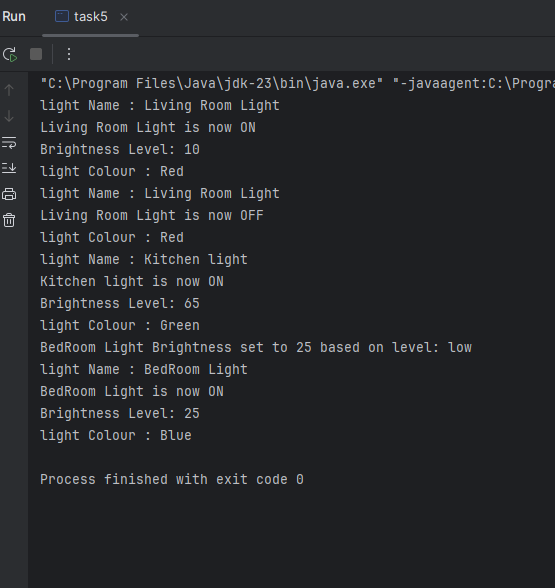 Run
task5
"C:\Program Files\Java\jdk-23\bin\java.exe" "-javaagent:C:\Progra
light Name : Living Room Light
Living Room Light is now ON
Brightness Level: 10
light Colour : Red
light Name : Living Room Light
Living Room Light is now OFF
light Colour : Red
light Name : Kitchen light
Kitchen light is now ON
Brightness Level: 65
light Colour : Green
BedRoom Light Brightness set to 25 based on level: low
light Name : BedRoom Light
BedRoom Light is now ON
Brightness Level: 25
light Colour : Blue
Process finished with exit code 0